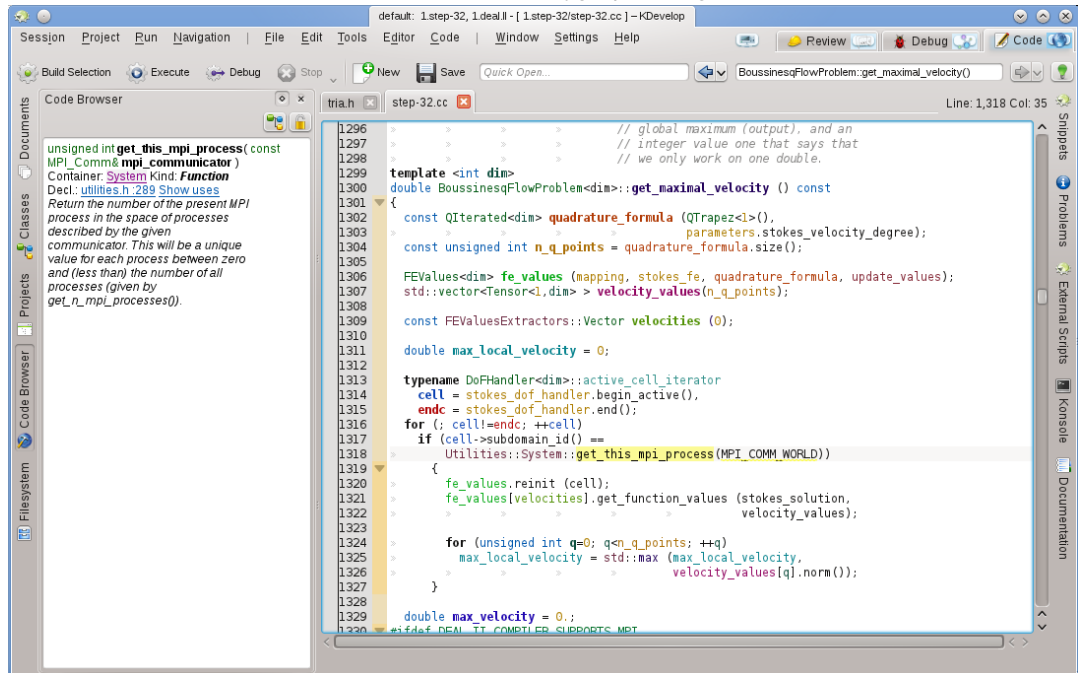 default: 1.step-32, 1.deal.II - [ 1.step-32/step-32.cc ] – KDevelop
Session Project Run Navigation | File Edit Tools Editor Code | Window Settings Help
Review Debug Code
Build Selection Execute Debug Stop New Save Quick Open... BoussinesqFlowProblem::get_maximal_velocity()
Code Browser
tria.h step-32.cc Line: 1,318 Col: 35
Documents
Classes
Projects
Code Browser
Filesystem
unsigned int get_this_mpi_process( const
MPI_Comm& mpi_communicator )
Container: System Kind: Function
Decl.: utilities.h :289 Show uses
Return the number of the present MPI
process in the space of processes
described by the given
communicator. This will be a unique
value for each process between zero
and (less than) the number of all
processes (given by
get_n_mpi_processes()).
1296 // global maximum (output), and an
1297 // integer value one that says that
1298 // we only work on one double.
1299 template <int dim>
1300 double BoussinesqFlowProblem<dim>::get_maximal_velocity () const
1301 {
1302 const QIterated<dim> quadrature_formula (QTrapez<1>(),
1303 parameters.stokes_velocity_degree);
1304 const unsigned int n_q_points = quadrature_formula.size();
1305
1306 FEValues<dim> fe_values (mapping, stokes_fe, quadrature_formula, update_values);
1307 std::vector<Tensor<1,dim> > velocity_values(n_q_points);
1308
1309 const FEValuesExtractors::Vector velocities (0);
1310
1311 double max_local_velocity = 0;
1312
1313 typename DoFHandler<dim>::active_cell_iterator
1314 cell = stokes_dof_handler.begin_active(),
1315 endc = stokes_dof_handler.end();
1316 for (; cell!=endc; ++cell)
1317 if (cell->subdomain_id() ==
1318 Utilities::System::get_this_mpi_process(MPI_COMM_WORLD))
1319 {
1320 fe_values.reinit (cell);
1321 fe_values[velocities].get_function_values (stokes_solution,
1322 velocity_values);
1323
1324 for (unsigned int q=0; q<n_q_points; ++q)
1325 max_local_velocity = std::max (max_local_velocity,
1326 velocity_values[q].norm());
1327 }
1328
1329 double max_velocity = 0.;
1330 #ifdef DEAL_II_COMPILER_SUPPORTS_MPI
Snippets
Problems
External Scripts
Konsole
Documentation